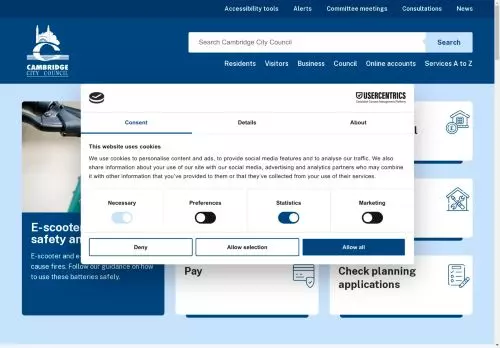 Accessibility tools Alerts Committee meetings Consultations News
Search Cambridge City Council Search
CAMBRIDGE
CITY COUNCIL
Residents Visitors Business Council Online accounts Services A to Z
USERCENTRICS
Consent Details About
This website uses cookies
We use cookies to personalise content and ads, to provide social media features and to analyse our traffic. We also
share information about your use of our site with our social media, advertising and analytics partners who may combine
it with other information that you've provided to them or that they've collected from your use of their services.
Necessary Preferences Statistics Marketing
Deny Allow selection Allow all
E-scooter
safety an
E-scooter and e-
cause fires. Follow our guidance on how
to use these batteries safely.
Pay
Check planning
applications